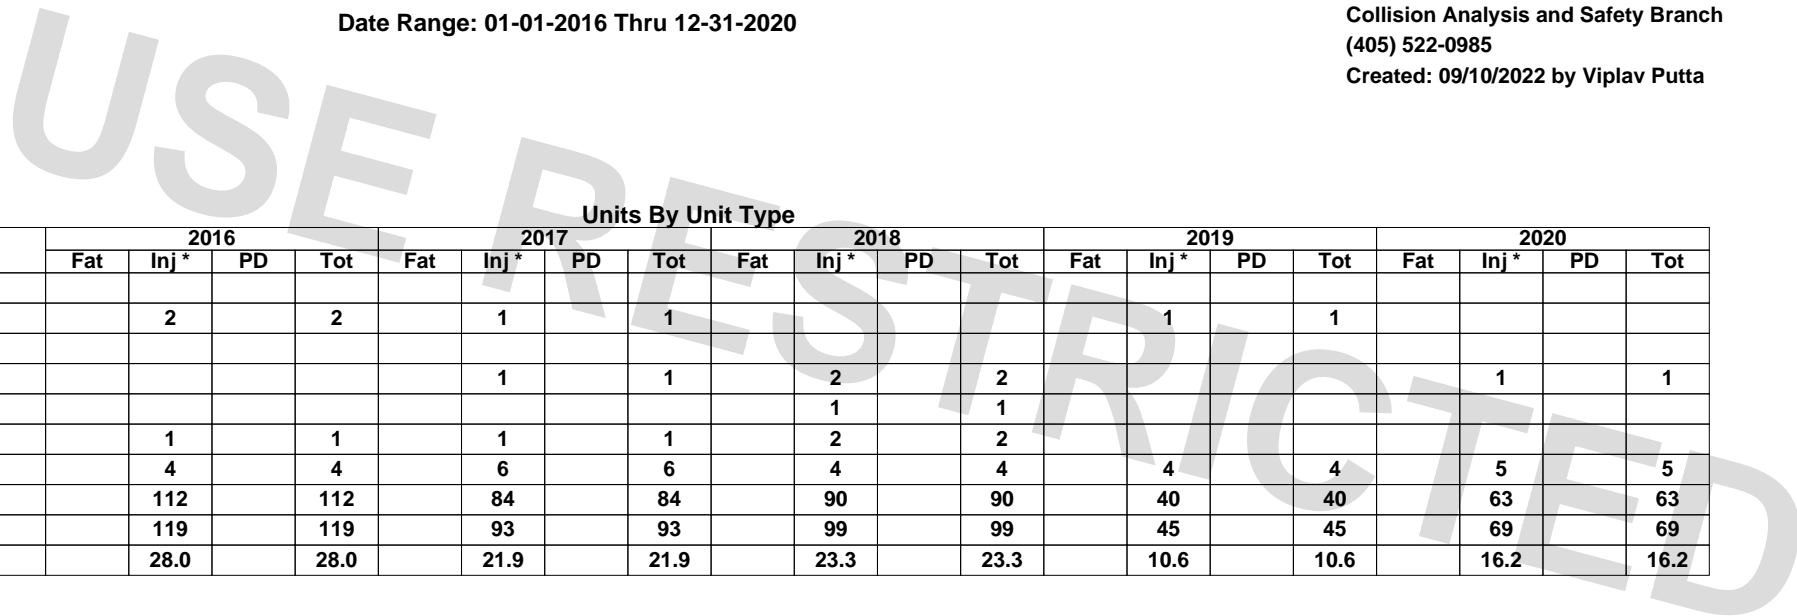 Date Range: 01-01-2016 Thru 12-31-2020
Collision Analysis and Safety Branch
(405) 522-0985
Created: 09/10/2022 by Viplav Putta
USE RESTRICTED
Units By Unit Type
2016 2017 2018 2019 2020
Fat Inj * PD Tot Fat Inj * PD Tot Fat Inj * PD Tot Fat Inj * PD Tot Fat Inj * PD Tot
2 2 1 1 1 1
1 1 2 2 1 1
1 1
1 1 1 1 2 2
4 4 6 6 4 4 4 4 5 5
112 112 84 84 90 90 40 40 63 63
119 119 93 93 99 99 45 45 69 69
28.0 28.0 21.9 21.9 23.3 23.3 10.6 10.6 16.2 16.2